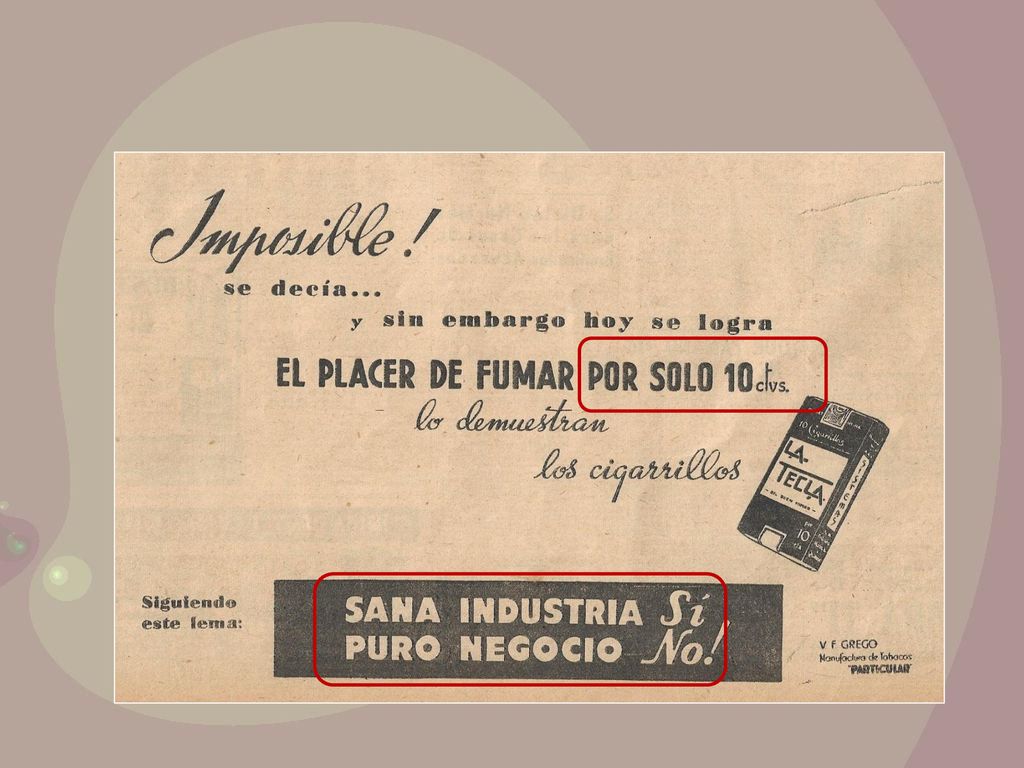 Imposible!
se decía...
y sin embargo hoy se logra
EL PLACER DE FUMAR POR SOLO 10 ctvs.
lo demuestran
los cigarrillos
10 Cigarrillos
LA
TECLA
10
Siguiendo
este lema:
SANA INDUSTRIA Sí
PURO NEGOCIO No!
V. F. GREGO
Manufactura de Tabacos
"PARTICULAR"